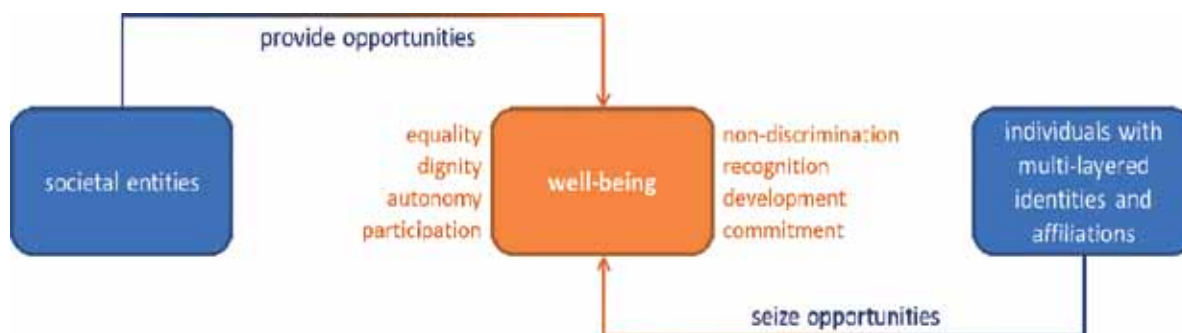 provide opportunities
societal entities
equality
dignity
autonomy
participation
well-being
non-discrimination
recognition
development
commitment
individuals with
multi-layered
identities and
affiliations
seize opportunities